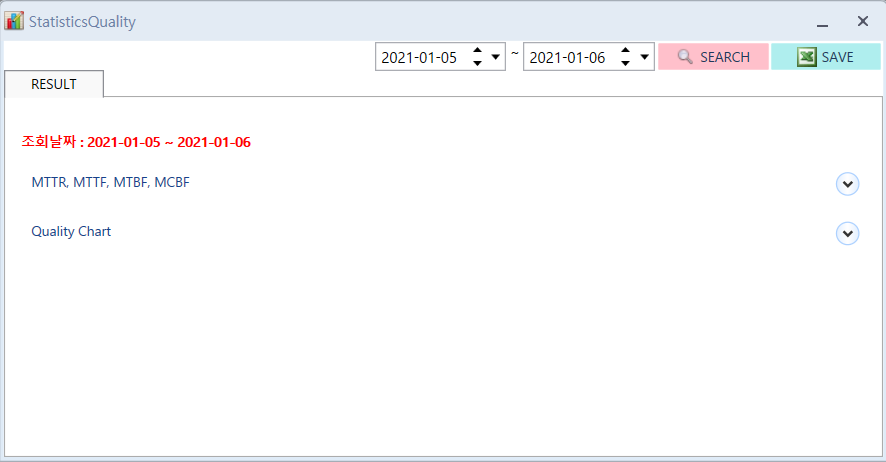 StatisticsQuality
2021-01-05 ~ 2021-01-06 SEARCH SAVE
RESULT
조회날짜 : 2021-01-05 ~ 2021-01-06
MTTR, MTTF, MTBF, MCBF
Quality Chart